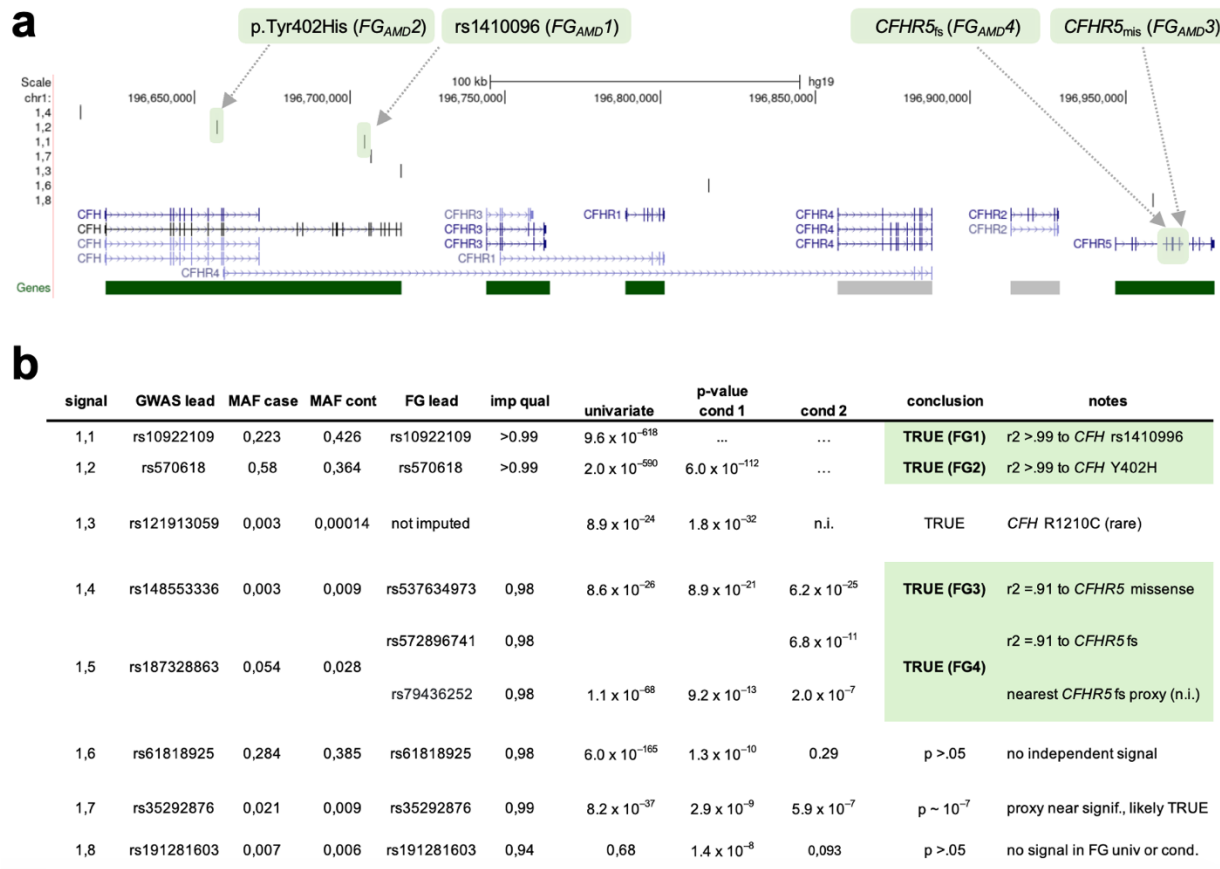 a
p.Tyr402His (FG_AMD2)
rs1410096 (FG_AMD1)
CFHR5_fs (FG_AMD4)
CFHR5_mis (FG_AMD3)
Scale 100 kb hg19
chr1: 196,650,000 196,700,000 196,750,000 196,800,000 196,850,000 196,900,000 196,950,000
1,4
1,2
1,1
1,7
1,3
1,6
1,8
CFH CFHR3 CFHR1 CFHR4 CFHR2
CFH CFHR3 CFHR4 CFHR2
CFH CFHR3 CFHR4 CFHR5
CFH CFHR1
CFHR4
Genes
b
signal GWAS lead MAF case MAF cont FG lead imp qual p-value conclusion notes
univariate cond 1 cond 2
1,1 rs10922109 0,223 0,426 rs10922109 >0.99 9.6 x 10⁻⁶¹⁸ ... ... TRUE (FG1) r2 >.99 to CFH rs1410996
1,2 rs570618 0,58 0,364 rs570618 >0.99 2.0 x 10⁻⁵⁹⁰ 6.0 x 10⁻¹¹² ... TRUE (FG2) r2 >.99 to CFH Y402H
1,3 rs121913059 0,003 0,00014 not imputed 8.9 x 10⁻²⁴ 1.8 x 10⁻³² n.i. TRUE CFH R1210C (rare)
1,4 rs148553336 0,003 0,009 rs537634973 0,98 8.6 x 10⁻²⁶ 8.9 x 10⁻²¹ 6.2 x 10⁻²⁵ TRUE (FG3) r2 =.91 to CFHR5 missense
rs572896741 0,98 6.8 x 10⁻¹¹ r2 =.91 to CFHR5 fs
1,5 rs187328863 0,054 0,028 TRUE (FG4)
rs79436252 0,98 1.1 x 10⁻⁶⁸ 9.2 x 10⁻¹³ 2.0 x 10⁻⁷ nearest CFHR5 fs proxy (n.i.)
1,6 rs61818925 0,284 0,385 rs61818925 0,98 6.0 x 10⁻¹⁶⁵ 1.3 x 10⁻¹⁰ 0.29 p >.05 no independent signal
1,7 rs35292876 0,021 0,009 rs35292876 0,99 8.2 x 10⁻³⁷ 2.9 x 10⁻⁹ 5.9 x 10⁻⁷ p ~ 10⁻⁷ proxy near signif., likely TRUE
1,8 rs191281603 0,007 0,006 rs191281603 0,94 0,68 1.4 x 10⁻⁸ 0,093 p >.05 no signal in FG univ or cond.